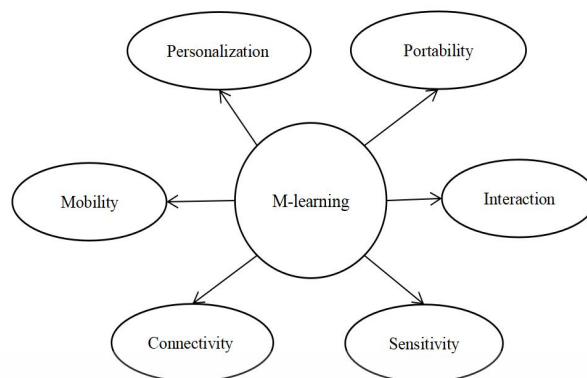 Personalization
Portability
Mobility
M-learning
Interaction
Connectivity
Sensitivity